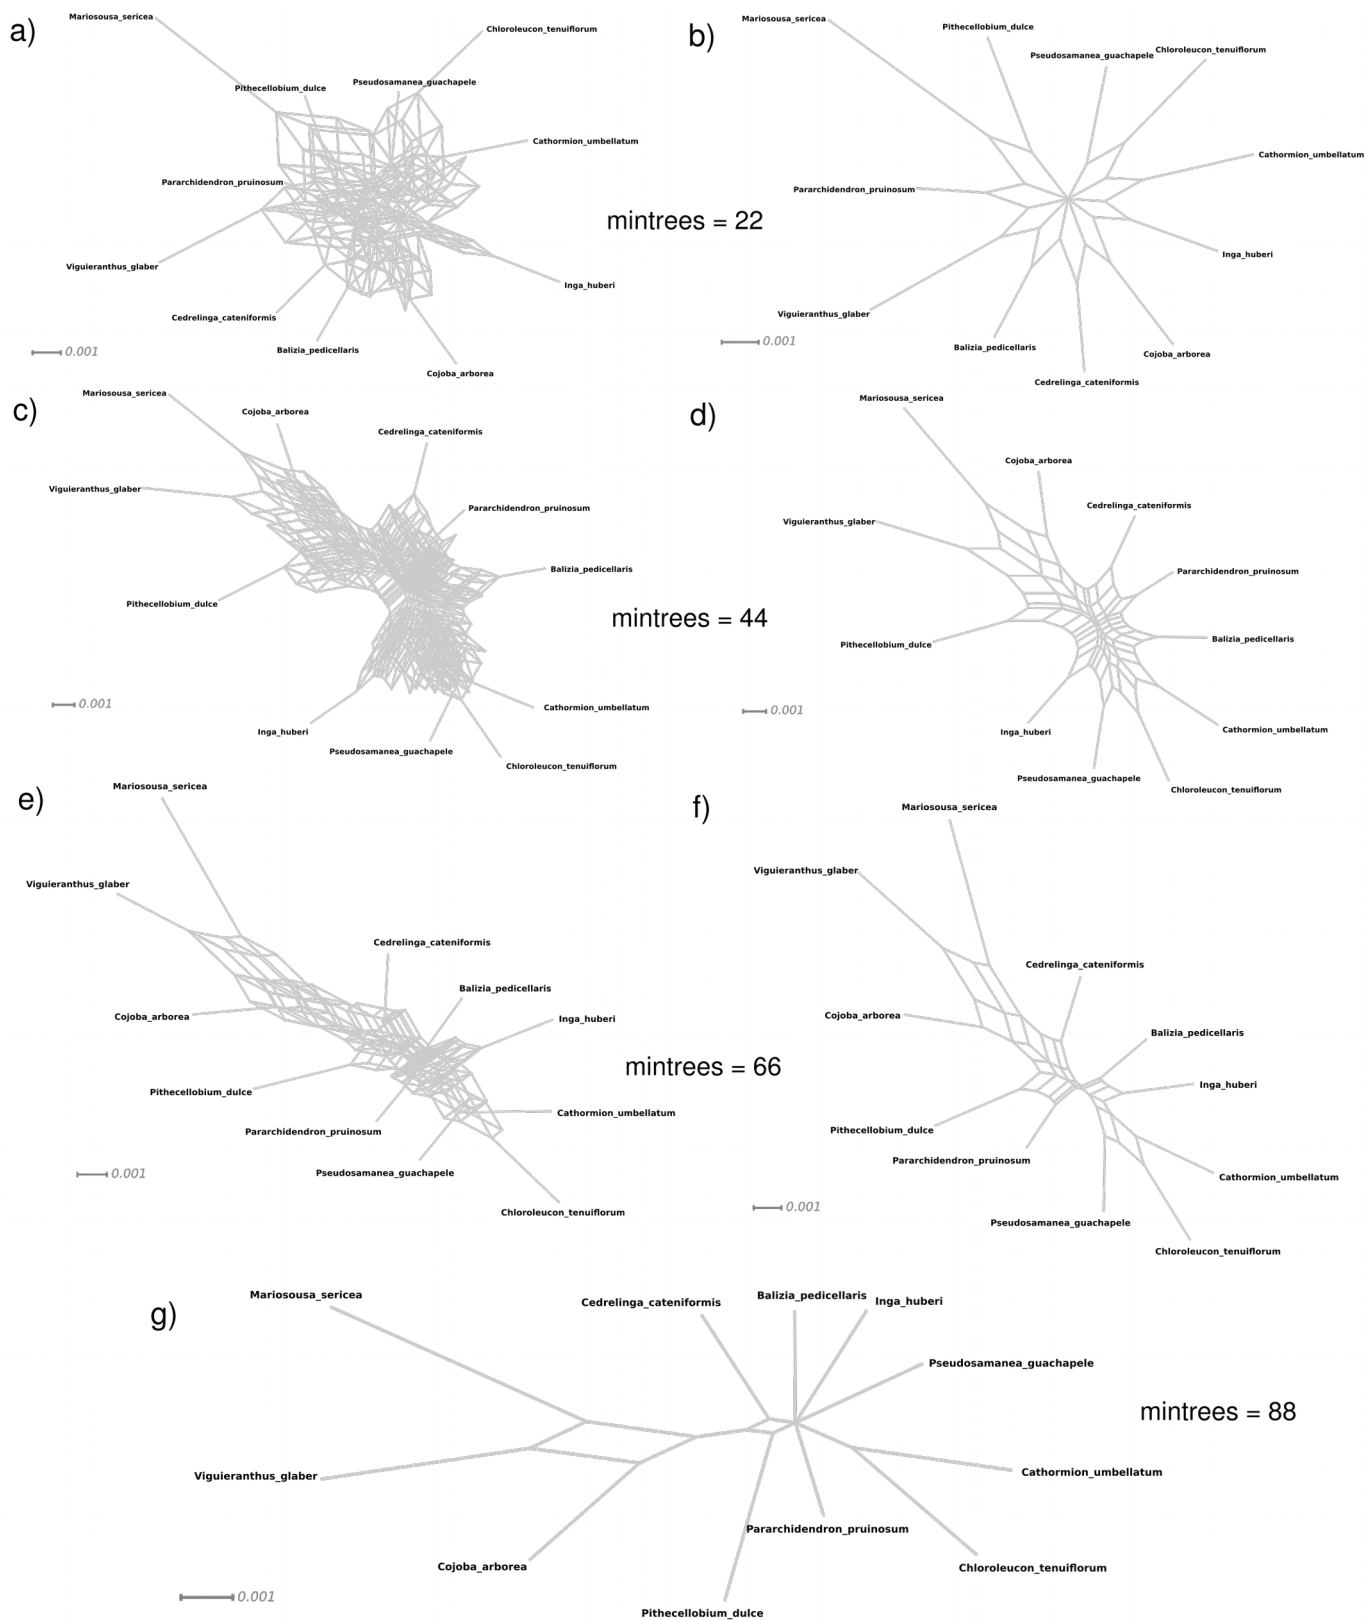 a)
Mariosousa_sericea
Chloroleucon_tenuiflorum
Pithecellobium_dulce
Pseudosamanea_guachapele
Cathormion_umbellatum
Pararchidendron_pruinosum
Viguieranthus_glaber
Inga_huberi
Cedrelinga_cateniformis
Balizia_pedicellaris
Cojoba_arborea
0.001
mintrees = 22
b)
Mariosousa_sericea
Pithecellobium_dulce
Pseudosamanea_guachapele
Chloroleucon_tenuiflorum
Cathormion_umbellatum
Pararchidendron_pruinosum
Inga_huberi
Viguieranthus_glaber
Balizia_pedicellaris
Cojoba_arborea
Cedrelinga_cateniformis
0.001
c)
Mariosousa_sericea
Cojoba_arborea
Cedrelinga_cateniformis
Viguieranthus_glaber
Pararchidendron_pruinosum
Balizia_pedicellaris
Pithecellobium_dulce
Cathormion_umbellatum
Inga_huberi
Pseudosamanea_guachapele
Chloroleucon_tenuiflorum
0.001
mintrees = 44
d)
Mariosousa_sericea
Cojoba_arborea
Cedrelinga_cateniformis
Viguieranthus_glaber
Pararchidendron_pruinosum
Balizia_pedicellaris
Pithecellobium_dulce
Inga_huberi
Cathormion_umbellatum
Pseudosamanea_guachapele
Chloroleucon_tenuiflorum
0.001
e)
Mariosousa_sericea
Viguieranthus_glaber
Cedrelinga_cateniformis
Balizia_pedicellaris
Cojoba_arborea
Inga_huberi
Pithecellobium_dulce
Cathormion_umbellatum
Pararchidendron_pruinosum
Pseudosamanea_guachapele
Chloroleucon_tenuiflorum
0.001
mintrees = 66
f)
Mariosousa_sericea
Viguieranthus_glaber
Cedrelinga_cateniformis
Cojoba_arborea
Balizia_pedicellaris
Inga_huberi
Pithecellobium_dulce
Pararchidendron_pruinosum
Cathormion_umbellatum
Pseudosamanea_guachapele
Chloroleucon_tenuiflorum
0.001
g)
Mariosousa_sericea
Cedrelinga_cateniformis
Balizia_pedicellaris
Inga_huberi
Pseudosamanea_guachapele
mintrees = 88
Viguieranthus_glaber
Cathormion_umbellatum
Pararchidendron_pruinosum
Cojoba_arborea
Chloroleucon_tenuiflorum
Pithecellobium_dulce
0.001